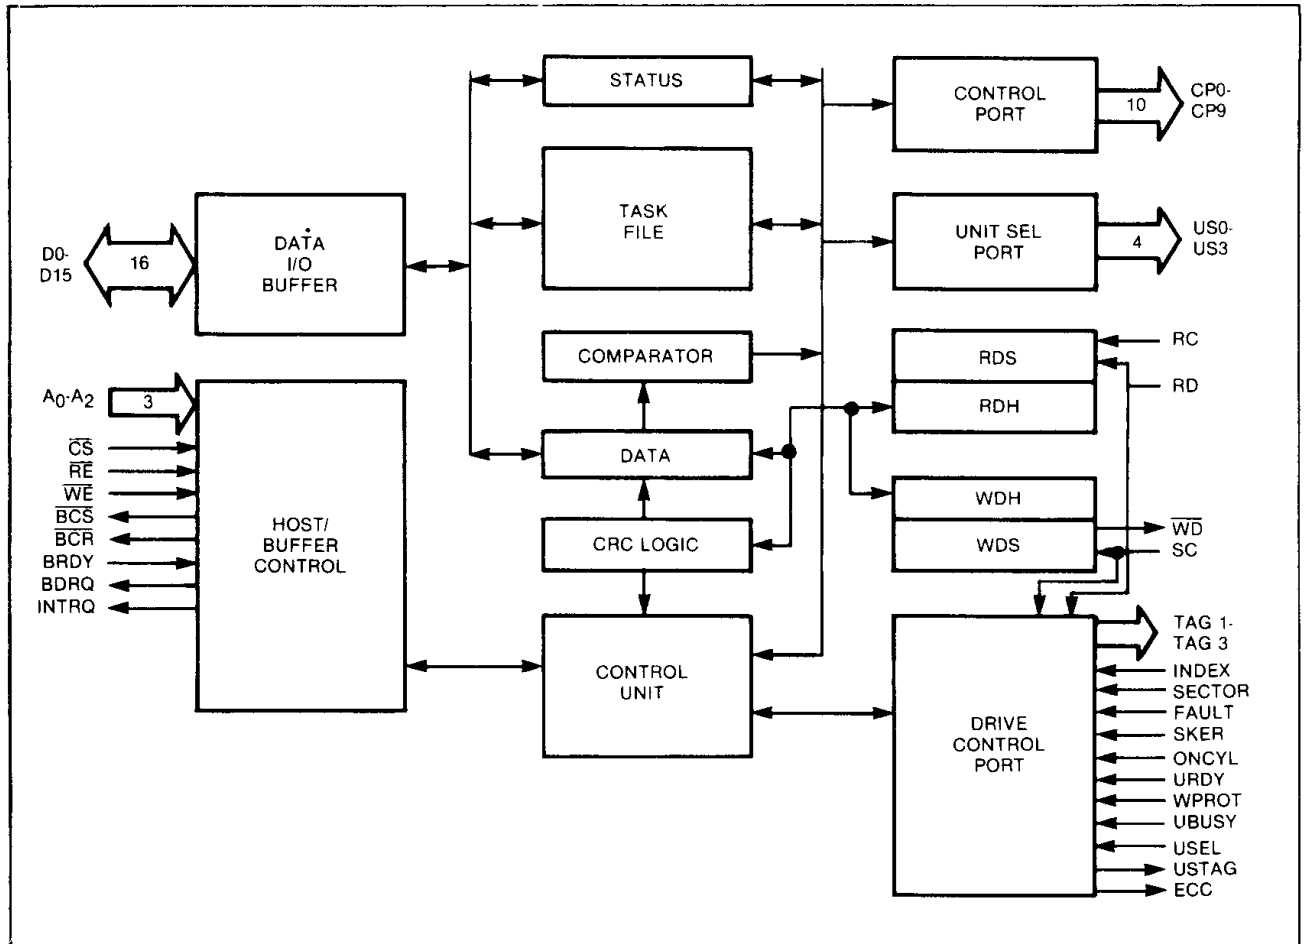 STATUS
TASK
FILE
DATA
I/O
BUFFER
D0-
D15
16
CONTROL
PORT
10
CP0-
CP9
UNIT SEL
PORT
4
US0-
US3
COMPARATOR
DATA
CRC LOGIC
CONTROL
UNIT
A0-A2
3
CS
RE
WE
BCS
BCR
BRDY
BDRQ
INTRQ
HOST/
BUFFER
CONTROL
RDS
RDH
RC
RD
WDH
WDS
WD
SC
DRIVE
CONTROL
PORT
TAG 1-
TAG 3
INDEX
SECTOR
FAULT
SKER
ONCYL
URDY
WPROT
UBUSY
USEL
USTAG
ECC